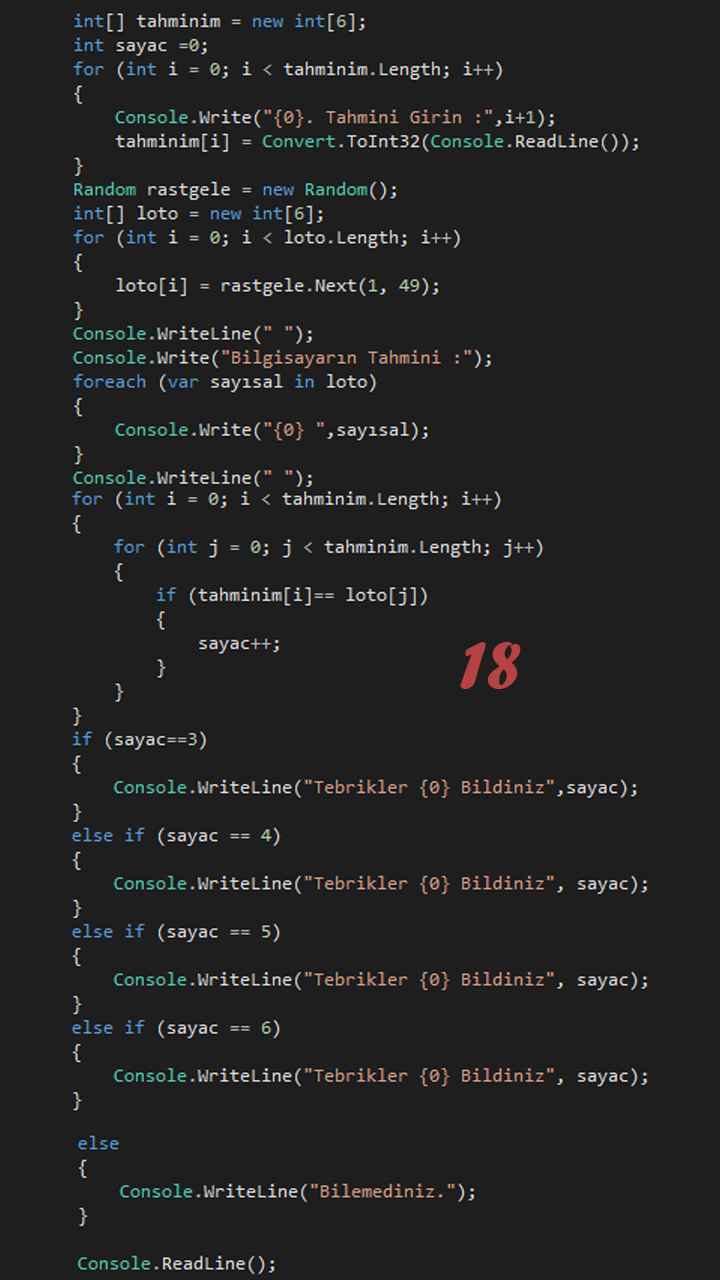 int[] tahminim = new int[6];
int sayac =0;
for (int i = 0; i < tahminim.Length; i++)
{
    Console.Write("{0}. Tahmini Girin :",i+1);
    tahminim[i] = Convert.ToInt32(Console.ReadLine());
}
Random rastgele = new Random();
int[] loto = new int[6];
for (int i = 0; i < loto.Length; i++)
{
    loto[i] = rastgele.Next(1, 49);
}
Console.WriteLine(" ");
Console.Write("Bilgisayarın Tahmini :");
foreach (var sayısal in loto)
{
    Console.Write("{0} ",sayısal);
}
Console.WriteLine(" ");
for (int i = 0; i < tahminim.Length; i++)
{
    for (int j = 0; j < tahminim.Length; j++)
    {
        if (tahminim[i]== loto[j])
        {
            sayac++;
        }
    }
}
18
if (sayac==3)
{
    Console.WriteLine("Tebrikler {0} Bildiniz",sayac);
}
else if (sayac == 4)
{
    Console.WriteLine("Tebrikler {0} Bildiniz", sayac);
}
else if (sayac == 5)
{
    Console.WriteLine("Tebrikler {0} Bildiniz", sayac);
}
else if (sayac == 6)
{
    Console.WriteLine("Tebrikler {0} Bildiniz", sayac);
}
else
{
    Console.WriteLine("Bilemediniz.");
}
Console.ReadLine();